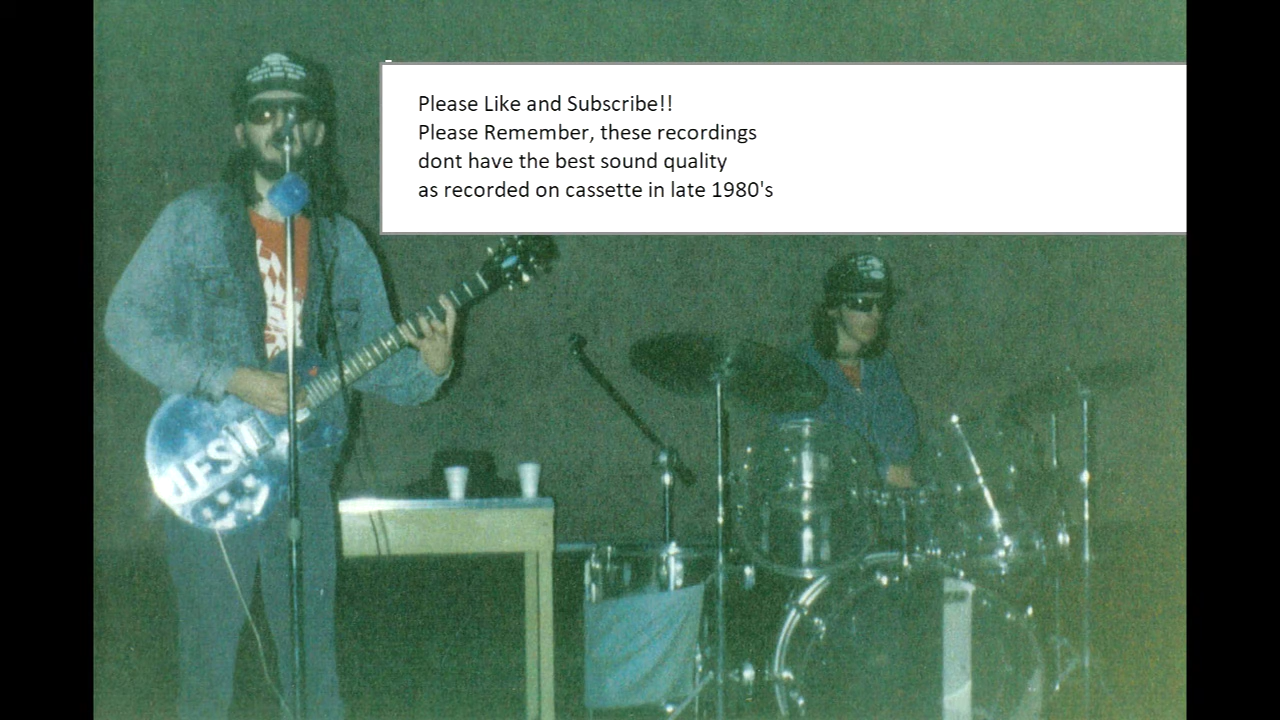 Please Like and Subscribe!!
Please Remember, these recordings
dont have the best sound quality
as recorded on cassette in late 1980's